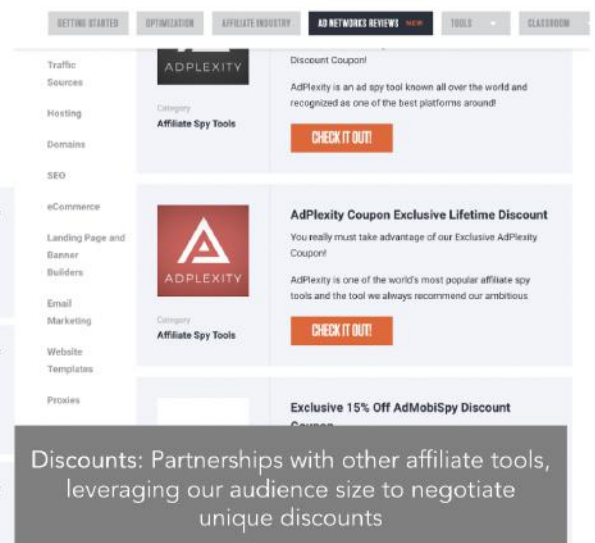 GETTING STARTED
OPTIMIZATION
AFFILIATE INDUSTRY
AD NETWORKS REVIEWS NEW
TOOLS
CLASSROOM
Traffic
Sources
Hosting
Domains
SEO
eCommerce
Landing Page and
Banner
Builders
Email
Marketing
Website
Templates
Proxies
ADPLEXITY
Category
Affiliate Spy Tools
Discount Coupon!
AdPlexity is an ad spy tool known all over the world and
recognized as one of the best platforms around!
CHECK IT OUT!
ADPLEXITY
Category
Affiliate Spy Tools
AdPlexity Coupon Exclusive Lifetime Discount
You really must take advantage of our Exclusive AdPlexity
Coupon!
AdPlexity is one of the world's most popular affiliate spy
tools and the tool we always recommend our ambitious
CHECK IT OUT!
Exclusive 15% Off AdMobiSpy Discount
Discounts: Partnerships with other affiliate tools,
leveraging our audience size to negotiate
unique discounts